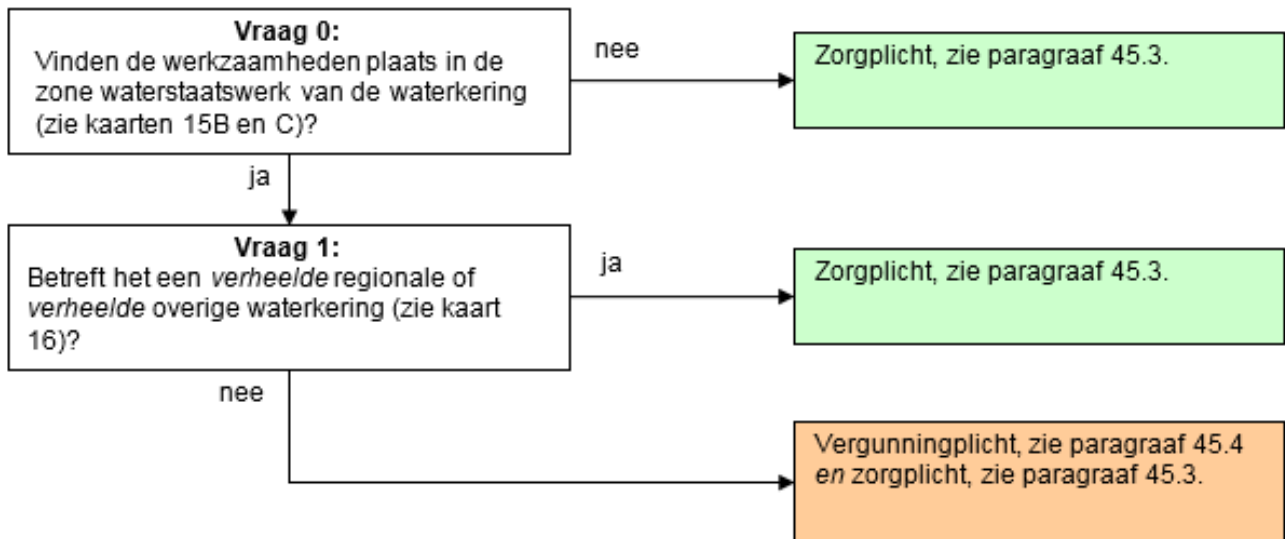 Vraag 0:
Vinden de werkzaamheden plaats in de
zone waterstaatswerk van de waterkering
(zie kaarten 15B en C)?
nee
Zorgplicht, zie paragraaf 45.3.
ja
Vraag 1:
Betreft het een verheelde regionale of
verheelde overige waterkering (zie kaart
16)?
ja
Zorgplicht, zie paragraaf 45.3.
nee
Vergunningplicht, zie paragraaf 45.4
en zorgplicht, zie paragraaf 45.3.